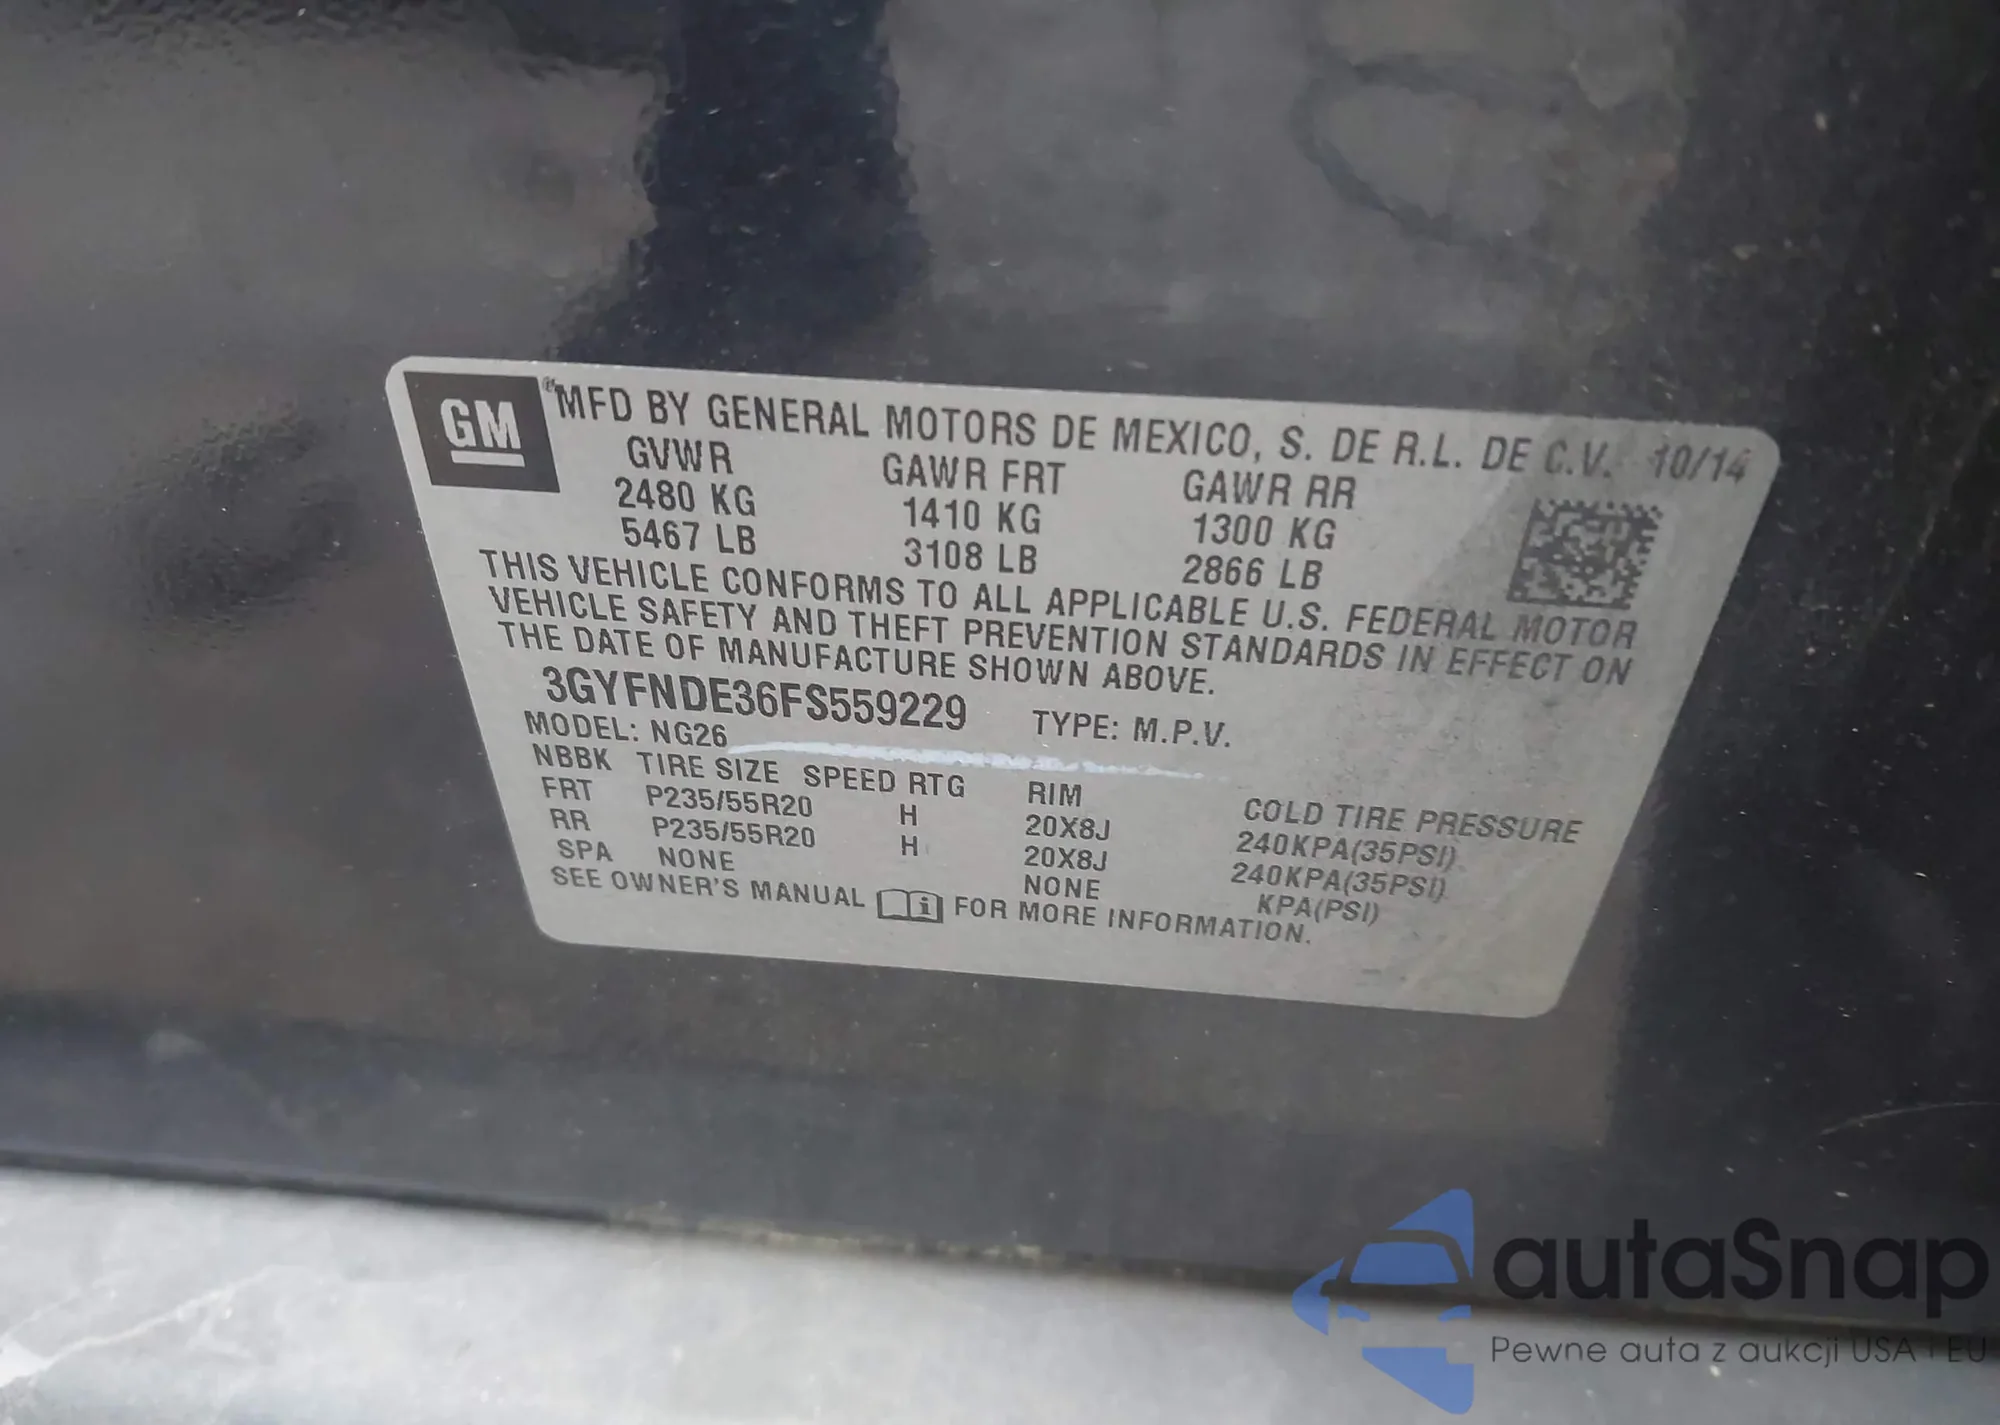 GM
MFD BY GENERAL MOTORS DE MEXICO, S. DE R.L. DE C.V. 10/14
GVWR GAWR FRT GAWR RR
2480 KG 1410 KG 1300 KG
5467 LB 3108 LB 2866 LB
THIS VEHICLE CONFORMS TO ALL APPLICABLE U.S. FEDERAL MOTOR
VEHICLE SAFETY AND THEFT PREVENTION STANDARDS IN EFFECT ON
THE DATE OF MANUFACTURE SHOWN ABOVE.
3GYFNDE36FS559229 TYPE: M.P.V.
MODEL: NG26
NBBK TIRE SIZE SPEED RTG RIM COLD TIRE PRESSURE
FRT P235/55R20 H 20X8J 240KPA(35PSI)
RR P235/55R20 H 20X8J 240KPA(35PSI)
SPA NONE NONE KPA(PSI)
SEE OWNER'S MANUAL i FOR MORE INFORMATION.
autaSnap
Pewne auta z aukcji USA i EU